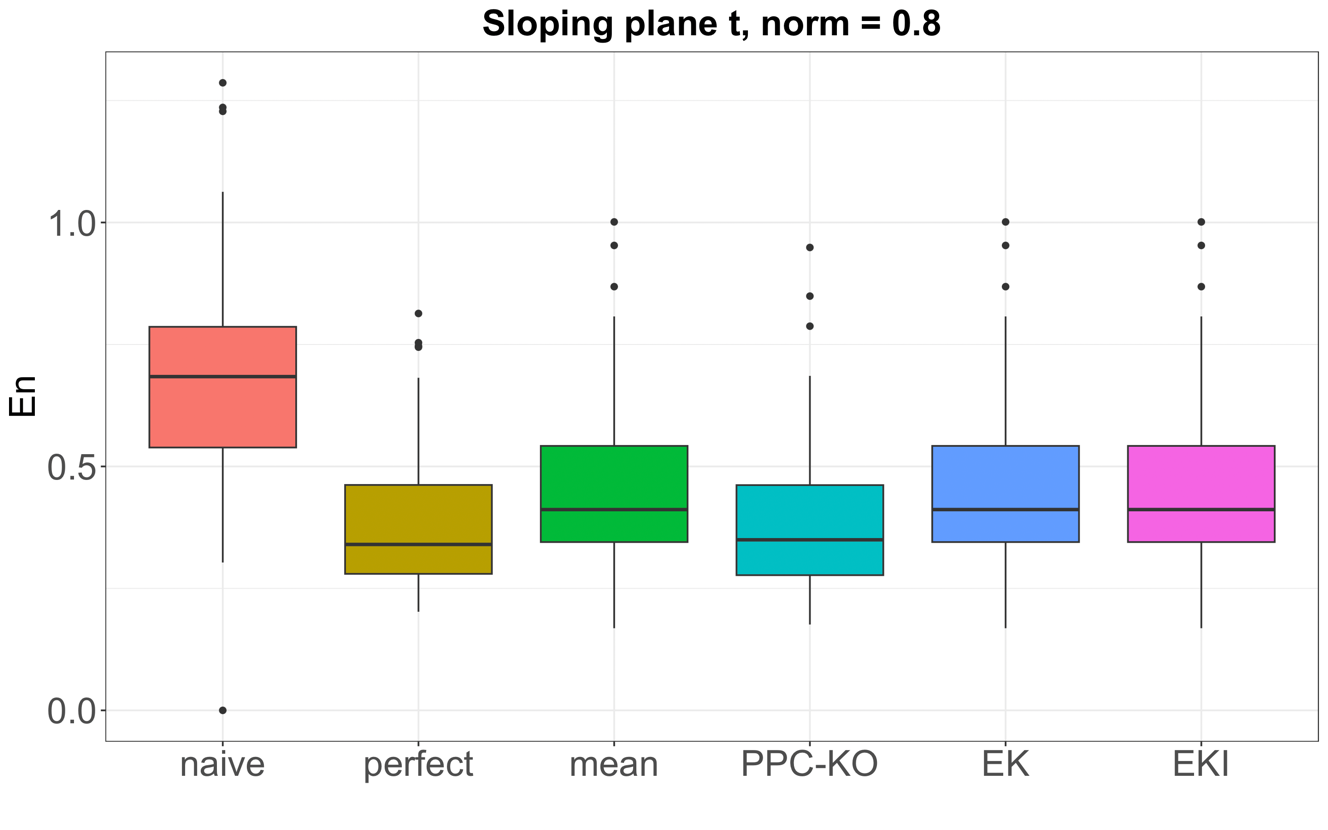 Sloping plane t, norm = 0.8
En
1.0
0.5
0.0
naive perfect mean PPC-KO EK EKI